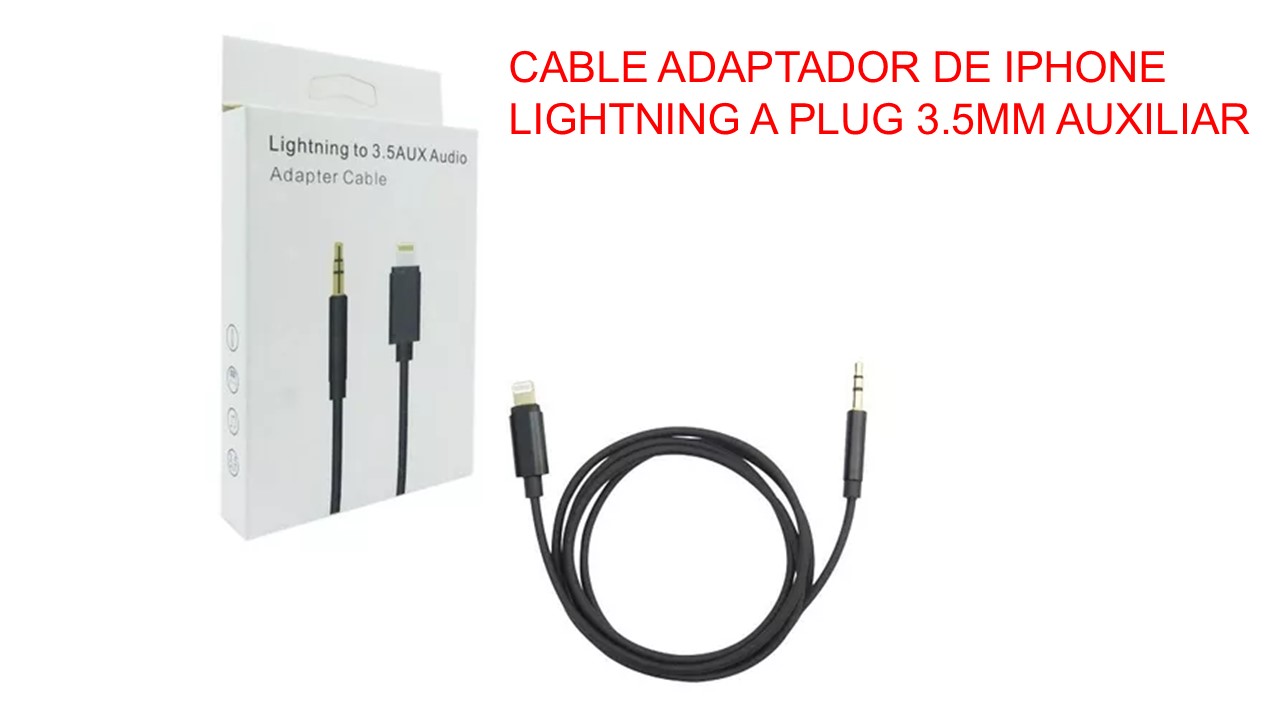 CABLE ADAPTADOR DE IPHONE
LIGHTNING A PLUG 3.5MM AUXILIAR
Lightning to 3.5AUX Audio
Adapter Cable